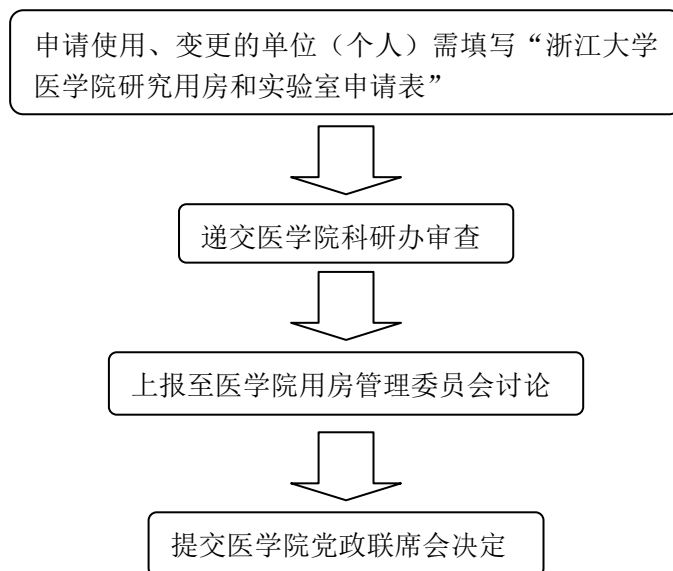 申请使用、变更的单位（个人）需填写“浙江大学
医学院研究用房和实验室申请表”
递交医学院科研办审查
上报至医学院用房管理委员会讨论
提交医学院党政联席会决定